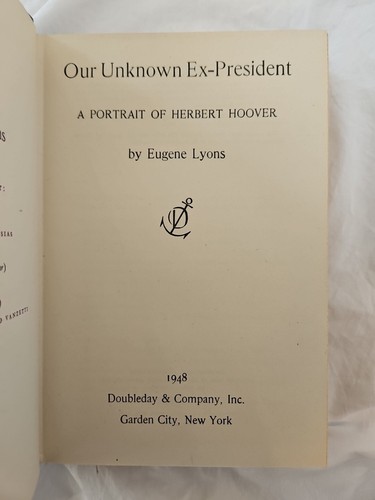 Our Unknown Ex-President
A PORTRAIT OF HERBERT HOOVER
by Eugene Lyons
D
1948
Doubleday & Company, Inc.
Garden City, New York
VANZETTI